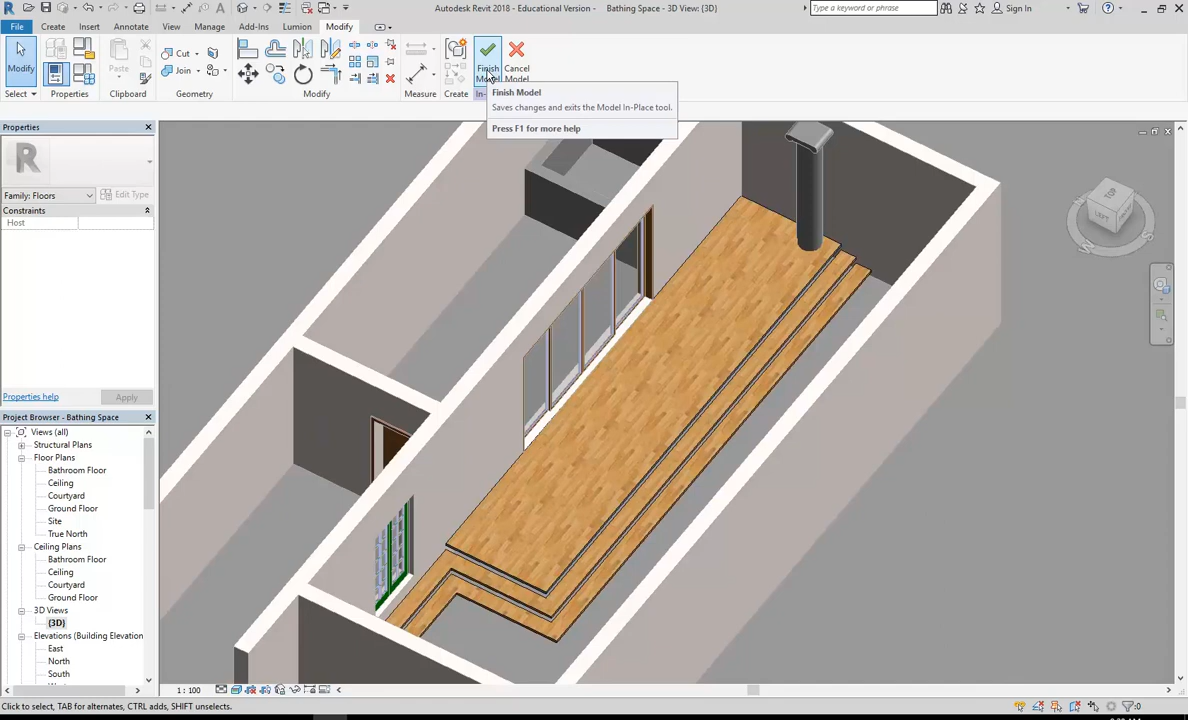 Autodesk Revit 2018 - Educational Version - Bathing Space - 3D View: {3D}
Type a keyword or phrase
Sign In
File
Create
Insert
Annotate
View
Manage
Add-Ins
Lumion
Modify
Modify
Paste
Cut
Join
Finish
Model
Cancel
Model
Select
Properties
Clipboard
Geometry
Modify
Measure
Create
In-
Finish Model
Saves changes and exits the Model In-Place tool.
Press F1 for more help
Properties
R
Family: Floors
Edit Type
Constraints
Host
Properties help
Apply
Project Browser - Bathing Space
Views (all)
Structural Plans
Floor Plans
Bathroom Floor
Ceiling
Courtyard
Ground Floor
Site
True North
Ceiling Plans
Bathroom Floor
Ceiling
Courtyard
Ground Floor
3D Views
{3D}
Elevations (Building Elevation
East
North
South
TOP
LEFT
1 : 100
Click to select, TAB for alternates, CTRL adds, SHIFT unselects.
:0